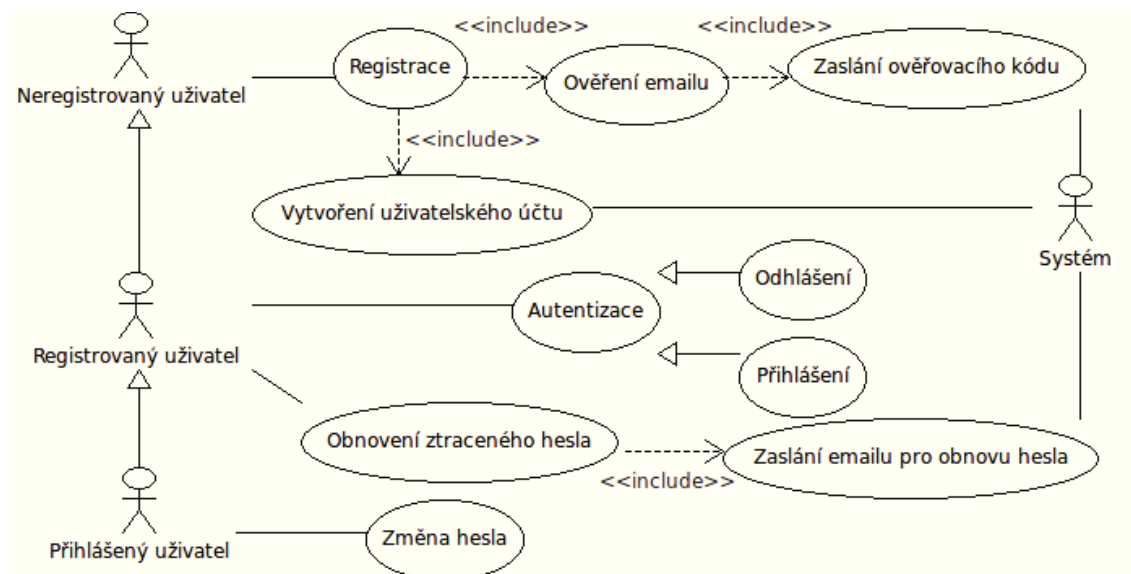 <<include>>
<<include>>
Registrace
Ověření emailu
Zaslání ověřovacího kódu
Neregistrovaný uživatel
<<include>>
Vytvoření uživatelského účtu
Systém
Odhlášení
Autentizace
Registrovaný uživatel
Přihlášení
Obnovení ztraceného hesla
Zaslání emailu pro obnovu hesla
<<include>>
Změna hesla
Přihlášený uživatel